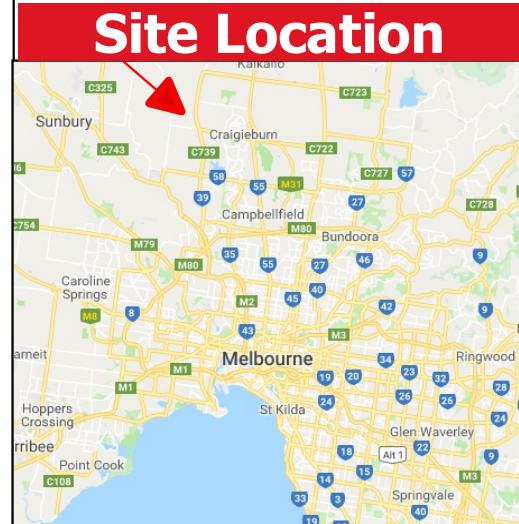 Site Location
Kalkallo
C325
C723
Sunbury
Craigieburn
C743
C739
C722
C727
57
58
55
M31
39
27
C728
Campbellfield
M80
C754
Bundoora
M79
35
46
9
M80
55
27
Caroline
Springs
40
M2
45
42
M8
8
9
43
M3
arneit
Melbourne
34
Ringwood
M1
23
19
20
32
M1
28
26
26
24
Hoppers
Crossing
St Kilda
24
Glen Waverley
rribee
22
18
Alt 1
9
Point Cook
15
M3
C108
14
Springvale
33
3
40
19